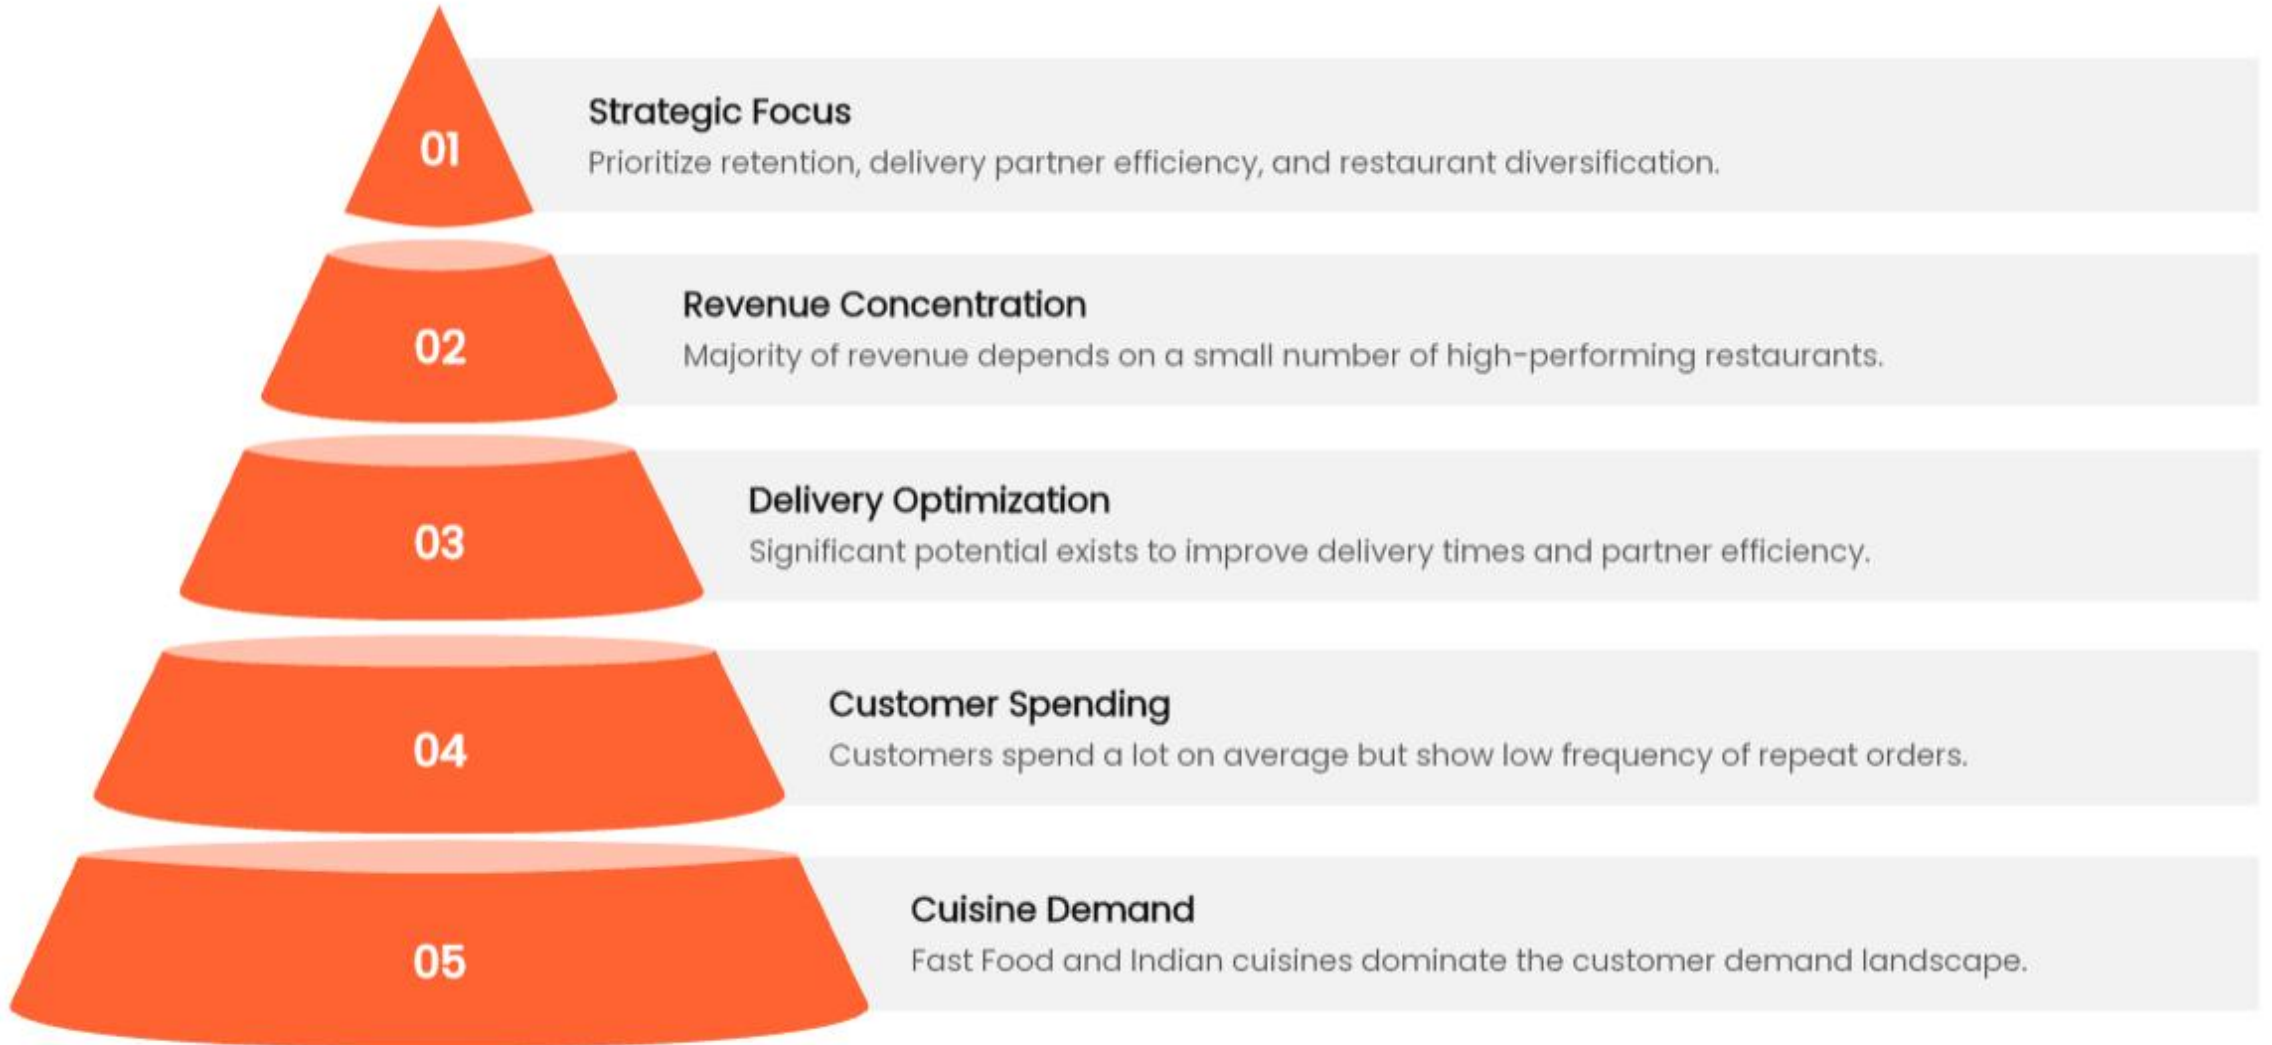 01
Strategic Focus
Prioritize retention, delivery partner efficiency, and restaurant diversification.
02
Revenue Concentration
Majority of revenue depends on a small number of high-performing restaurants.
03
Delivery Optimization
Significant potential exists to improve delivery times and partner efficiency.
04
Customer Spending
Customers spend a lot on average but show low frequency of repeat orders.
05
Cuisine Demand
Fast Food and Indian cuisines dominate the customer demand landscape.